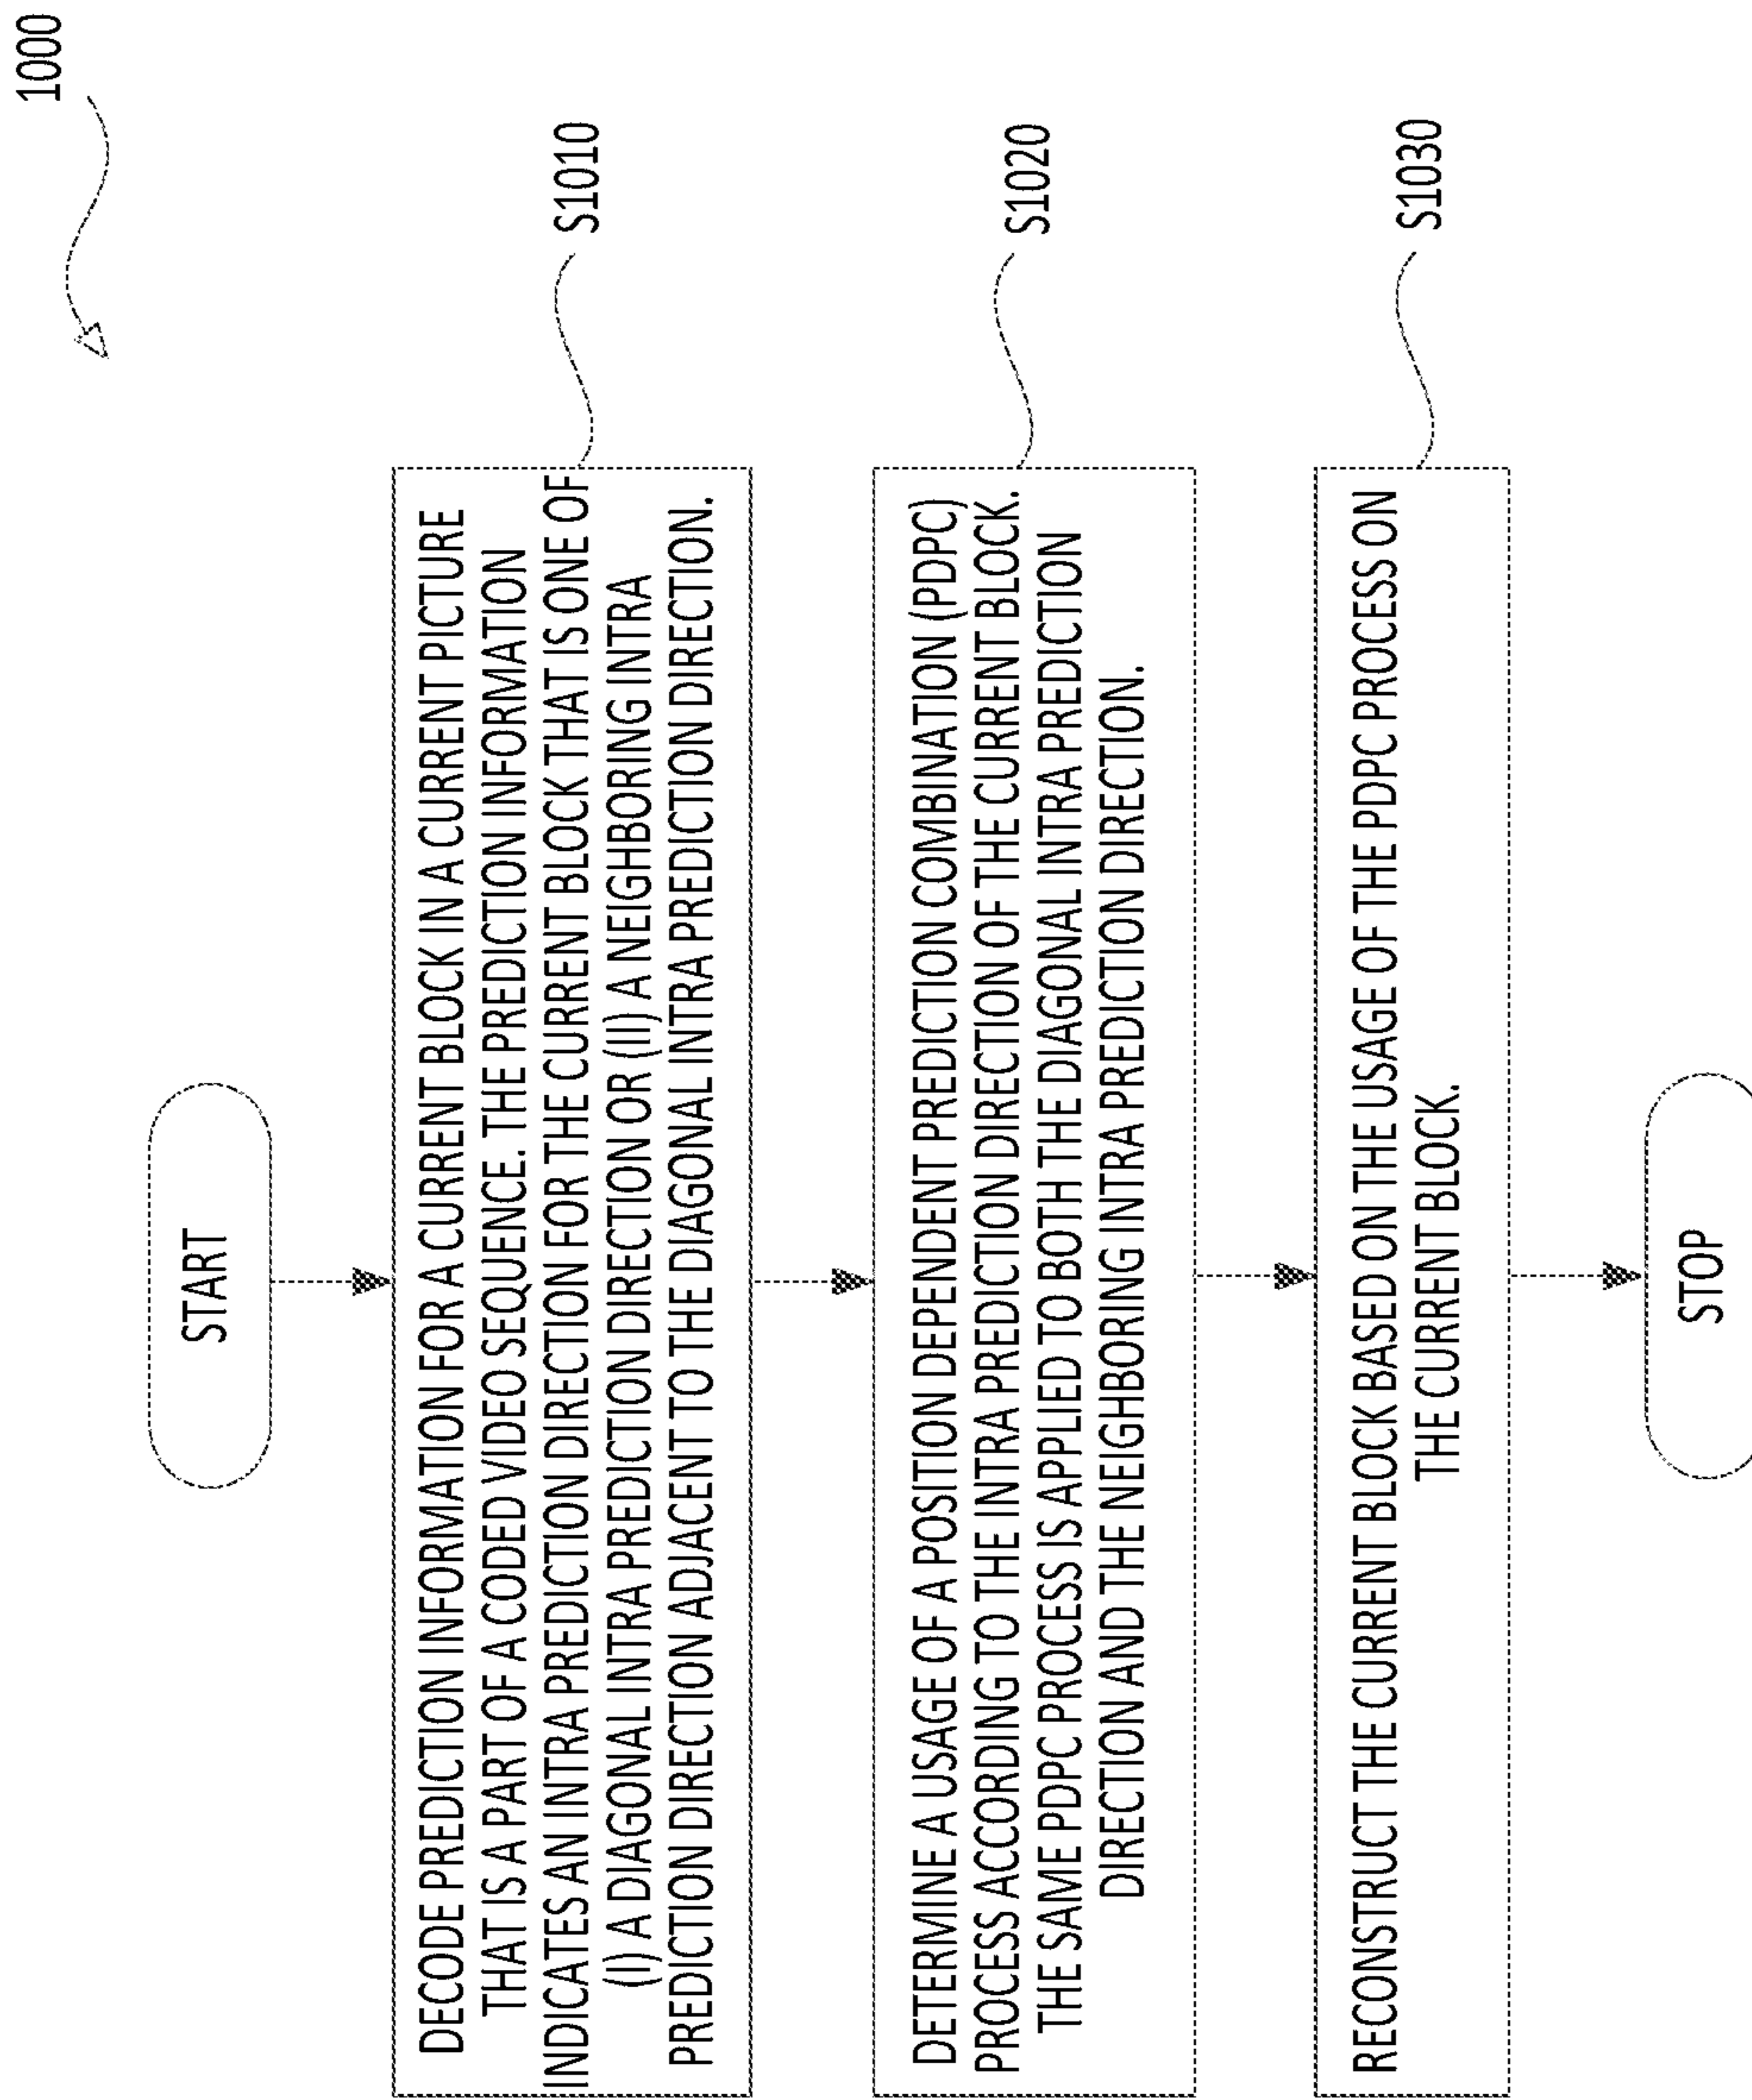 1000
START
DECODE PREDICTION INFORMATION FOR A CURRENT BLOCK IN A CURRENT PICTURE
THAT IS A PART OF A CODED VIDEO SEQUENCE. THE PREDICTION INFORMATION
INDICATES AN INTRA PREDICTION DIRECTION FOR THE CURRENT BLOCK THAT IS ONE OF
(I) A DIAGONAL INTRA PREDICTION DIRECTION OR (II) A NEIGHBORING INTRA
PREDICTION DIRECTION ADJACENT TO THE DIAGONAL INTRA PREDICTION DIRECTION.
S1010
DETERMINE A USAGE OF A POSITION DEPENDENT PREDICTION COMBINATION (PDPC)
PROCESS ACCORDING TO THE INTRA PREDICTION DIRECTION OF THE CURRENT BLOCK.
THE SAME PDPC PROCESS IS APPLIED TO BOTH THE DIAGONAL INTRA PREDICTION
DIRECTION AND THE NEIGHBORING INTRA PREDICTION DIRECTION.
S1020
RECONSTRUCT THE CURRENT BLOCK BASED ON THE USAGE OF THE PDPC PROCESS ON
THE CURRENT BLOCK.
S1030
STOP